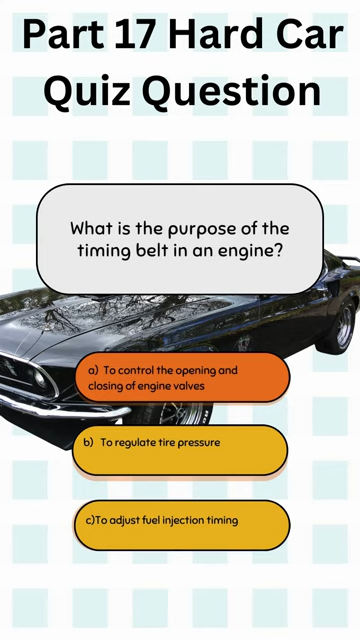 Part 17 Hard Car
Quiz Question
What is the purpose of the
timing belt in an engine?
a) To control the opening and
closing of engine valves
b) To regulate tire pressure
c)To adjust fuel injection timing